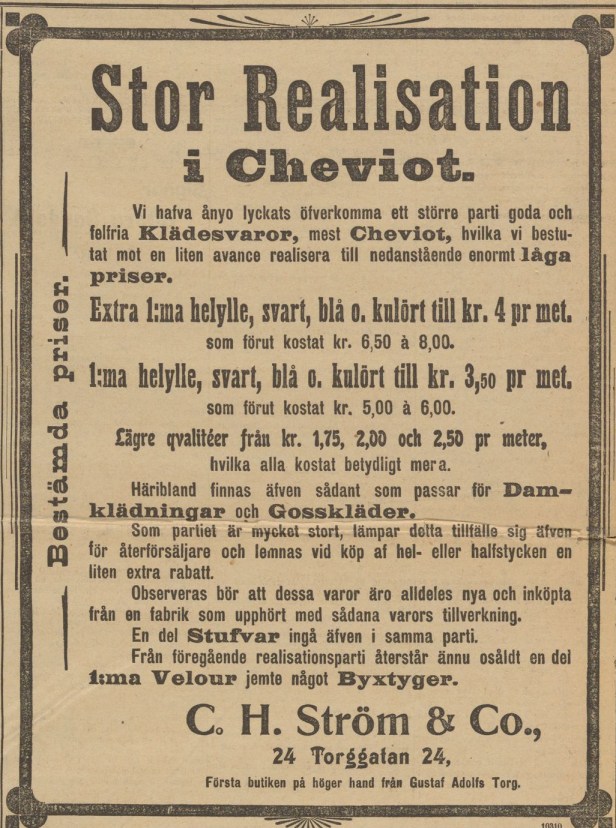 Stor Realisation
i Cheviot.
Bestämda priser.
Vi hafva ånyo lyckats öfverkomma ett större parti goda och
felfria Klädesvaror, mest Cheviot, hvilka vi bestu-
tat mot en liten avance realisera till nedanstående enormt låga
priser.
Extra 1:ma helylle, svart, blå o. kulört till kr. 4 pr met.
som förut kostat kr. 6,50 à 8,00.
1:ma helylle, svart, blå o. kulört till kr. 3,50 pr met.
som förut kostat kr. 5,00 à 6,00.
Lägre qvalitéer från kr. 1,75, 2,00 och 2,50 pr meter,
hvilka alla kostat betydligt mera.
Häribland finnas äfven sådant som passar för Dam-
klädningar och Gosskläder.
Som partiet är mycket stort, lämpar detta tillfälle sig äfven
för återförsäljare och lemnas vid köp af hel- eller halfstycken en
liten extra rabatt.
Observeras bör att dessa varor äro alldeles nya och inköpta
från en fabrik som upphört med sådana varors tillverkning.
En del Stufvar ingå äfven i samma parti.
Från föregående realisationsparti återstår ännu osåldt en del
1:ma Velour jemte något Byxtyger.
C. H. Ström & Co.,
24 Torggatan 24,
Första butiken på höger hand från Gustaf Adolfs Torg.
10310